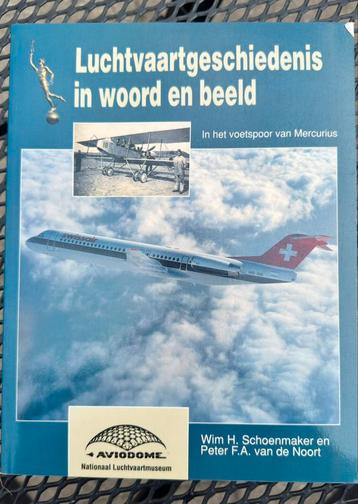 Luchtvaartgeschiedenis
in woord en beeld
In het voetspoor van Mercurius
swissair
AVIODOME
Nationaal Luchtvaartmuseum
Wim H. Schoenmaker en
Peter F.A. van de Noort